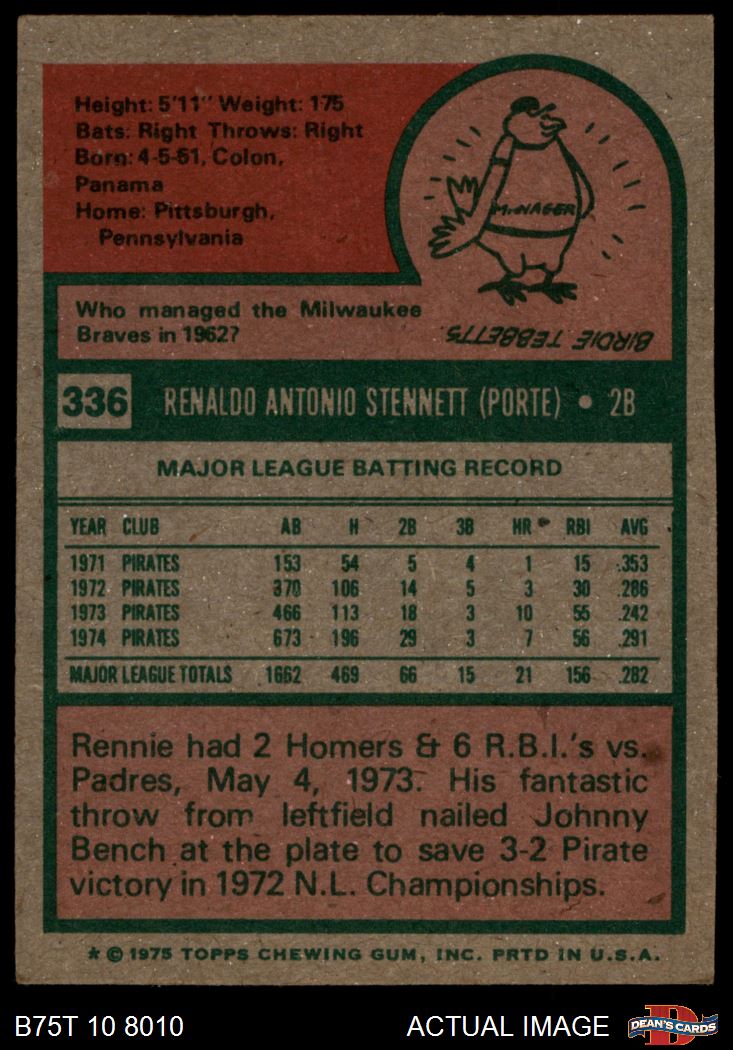 Height: 5'11" Weight: 175
Bats: Right Throws: Right
Born: 4-5-51, Colon,
Panama
Home: Pittsburgh,
Pennsylvania
MANAGER
Who managed the Milwaukee
Braves in 1962?
BIRDIE TEBBETTS.
336 RENALDO ANTONIO STENNETT (PORTE) • 2B
MAJOR LEAGUE BATTING RECORD
YEAR CLUB AB H 2B 3B HR RBI AVG
1971 PIRATES 153 54 5 4 1 15 .353
1972 PIRATES 370 106 14 5 3 30 .286
1973 PIRATES 466 113 18 3 10 55 .242
1974 PIRATES 673 196 29 3 7 56 .291
MAJOR LEAGUE TOTALS 1662 469 66 15 21 156 .282
Rennie had 2 Homers & 6 R.B.I.'s vs.
Padres, May 4, 1973. His fantastic
throw from leftfield nailed Johnny
Bench at the plate to save 3-2 Pirate
victory in 1972 N.L. Championships.
* © 1975 TOPPS CHEWING GUM, INC. PRTD IN U.S.A.
B75T 10 8010 ACTUAL IMAGE DEAN'S CARDS